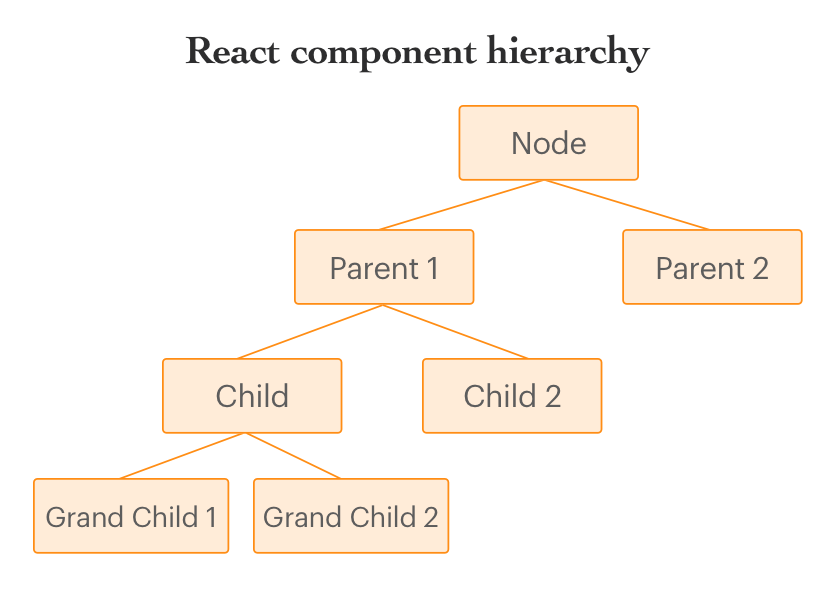 React component hierarchy
Node
Parent 1
Parent 2
Child
Child 2
Grand Child 1
Grand Child 2